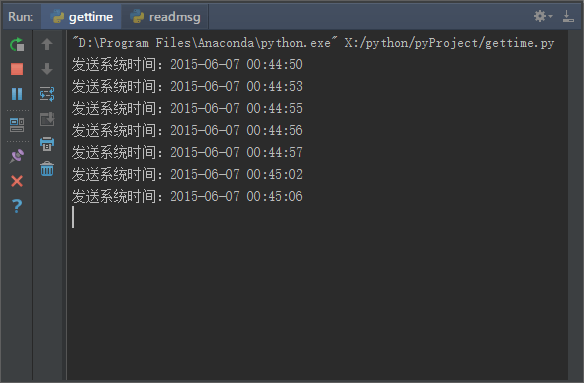 Run: gettime readmsg
"D:\Program Files\Anaconda\python.exe" X:/python/pyProject/gettime.py
发送系统时间：2015-06-07 00:44:50
发送系统时间：2015-06-07 00:44:53
发送系统时间：2015-06-07 00:44:55
发送系统时间：2015-06-07 00:44:56
发送系统时间：2015-06-07 00:44:57
发送系统时间：2015-06-07 00:45:02
发送系统时间：2015-06-07 00:45:06